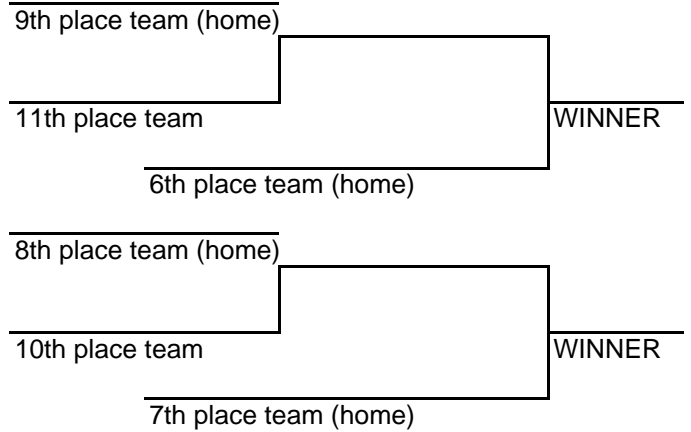 9th place team (home)
11th place team
WINNER
6th place team (home)
8th place team (home)
10th place team
WINNER
7th place team (home)